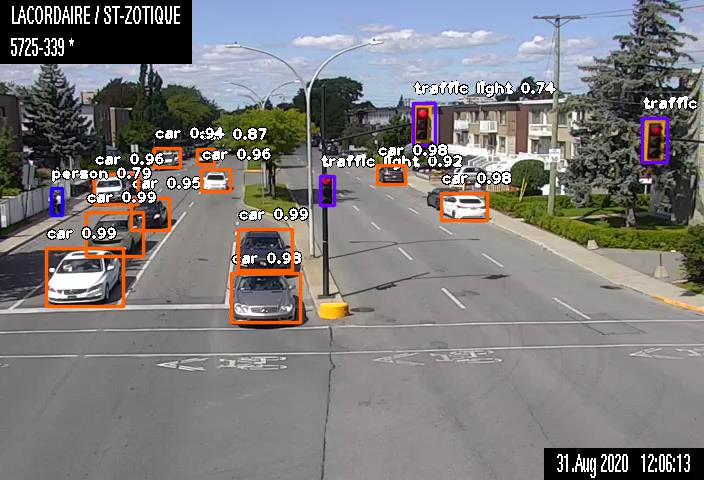 LACORDAIRE / ST-ZOTIQUE
5725-339 *
traffic light 0.74
traffic
car 0.94
0.87
car 0.96
car 0.96
car 0.98
traffic light 0.92
person 0.79
car 0.95
car 0.98
car 0.99
car 0.99
car 0.99
car 0.98
31.Aug 2020 12:06:13